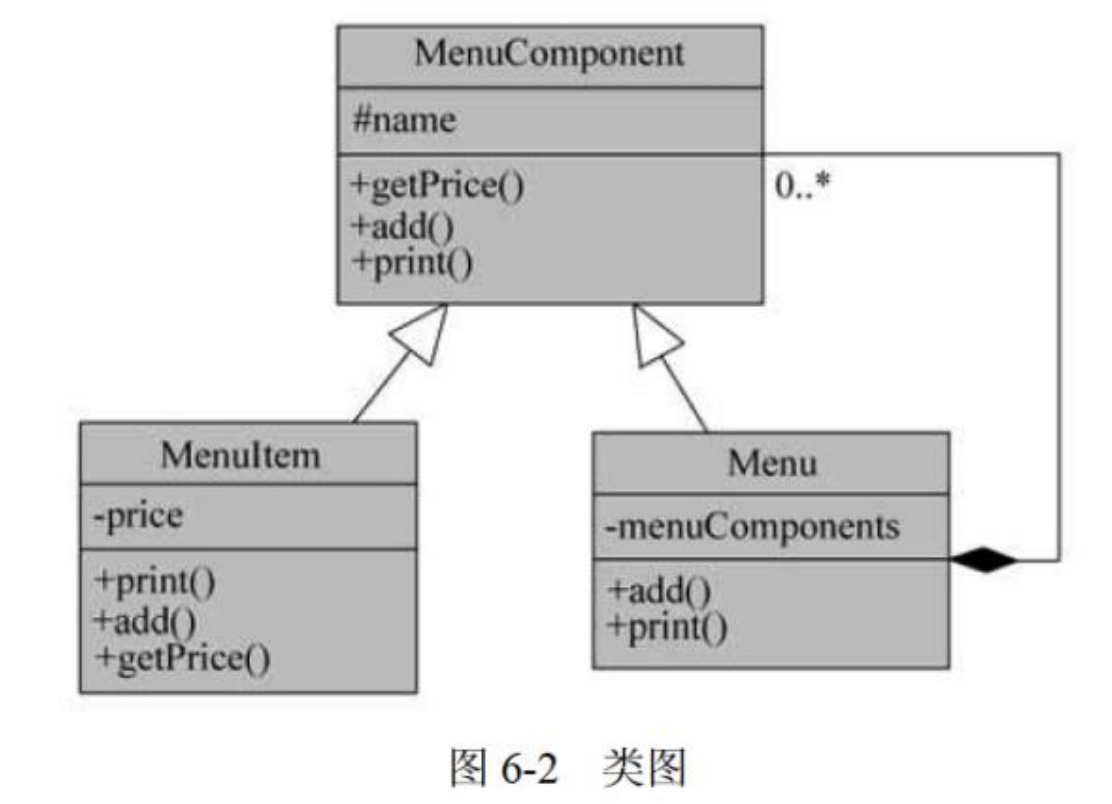 MenuComponent
#name
+getPrice()
+add()
+print()
0..*
MenuItem
-price
+print()
+add()
+getPrice()
Menu
-menuComponents
+add()
+print()
图 6-2 类图